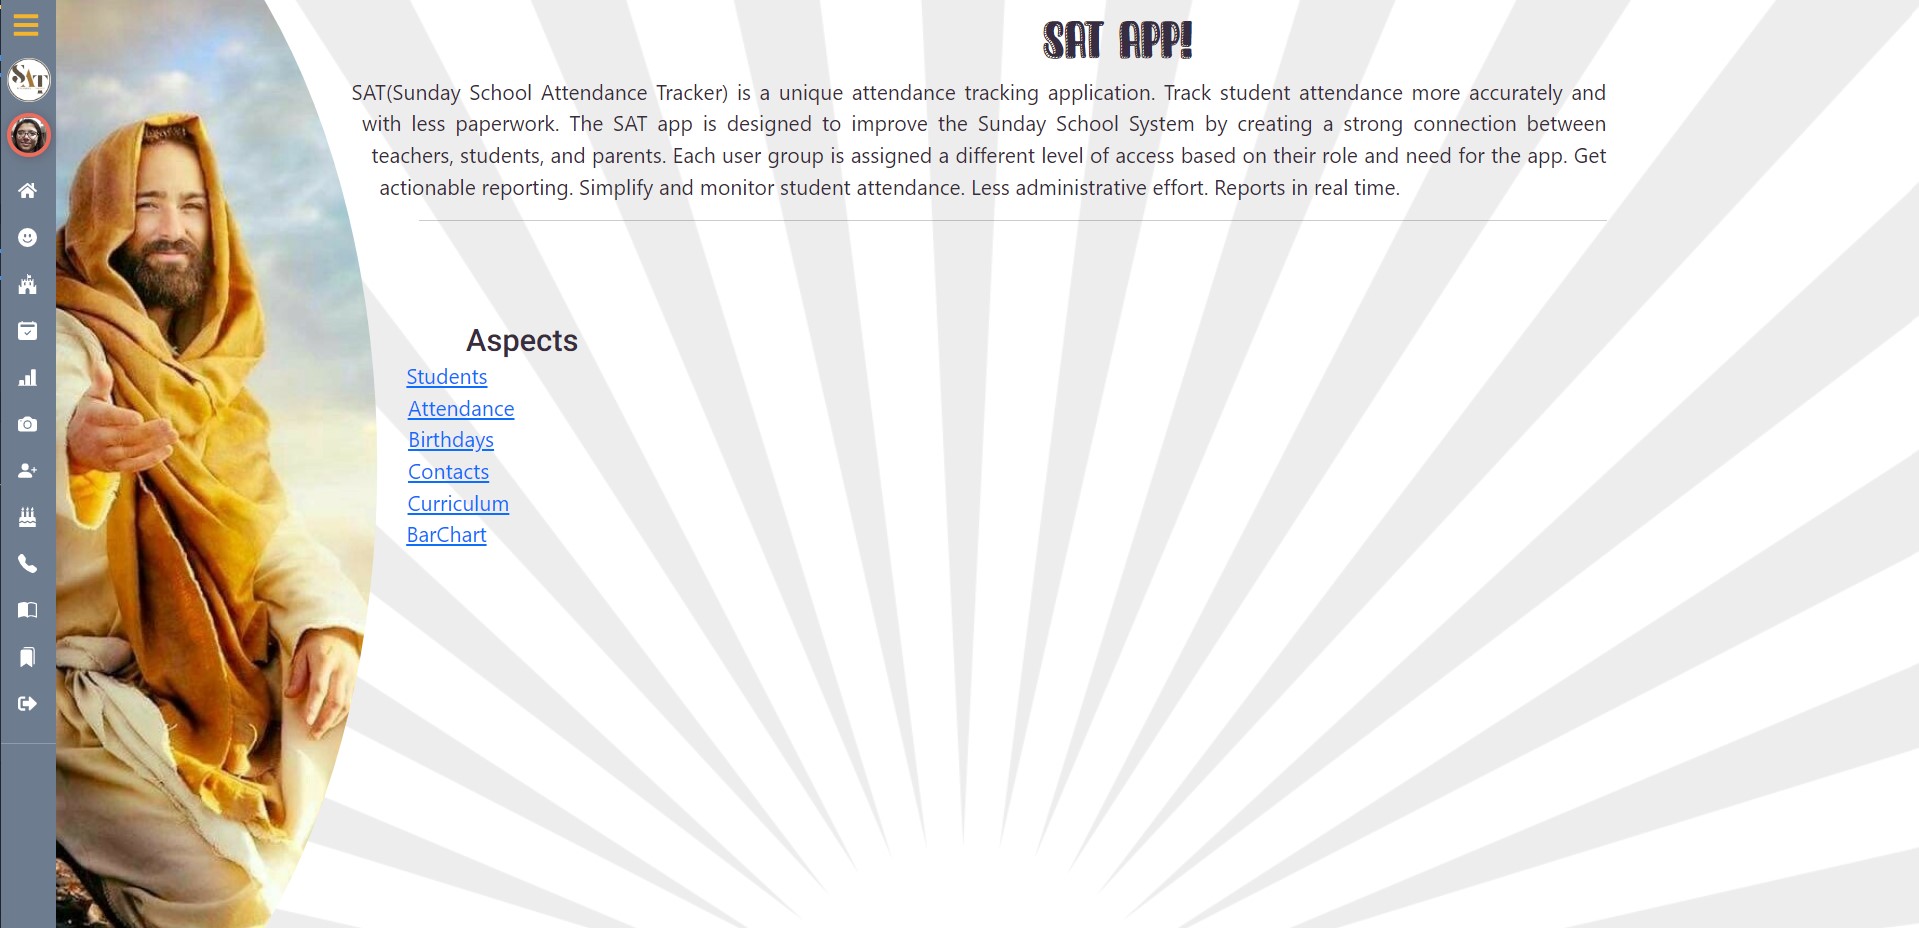 SAT
SAT APP!
SAT(Sunday School Attendance Tracker) is a unique attendance tracking application. Track student attendance more accurately and
with less paperwork. The SAT app is designed to improve the Sunday School System by creating a strong connection between
teachers, students, and parents. Each user group is assigned a different level of access based on their role and need for the app. Get
actionable reporting. Simplify and monitor student attendance. Less administrative effort. Reports in real time.
Aspects
Students
Attendance
Birthdays
Contacts
Curriculum
BarChart